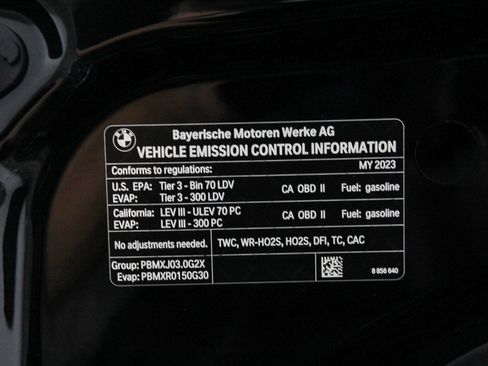 Bayerische Motoren Werke AG
VEHICLE EMISSION CONTROL INFORMATION
Conforms to regulations: MY 2023
U.S. EPA: Tier 3 - Bin 70 LDV CA OBD II Fuel: gasoline
EVAP: Tier 3 - 300 LDV
California: LEV III - ULEV 70 PC CA OBD II Fuel: gasoline
EVAP: LEV III - 300 PC
No adjustments needed. TWC, WR-HO2S, HO2S, DFI, TC, CAC
Group: PBMXJ03.0G2X
Evap: PBMXR0150G30 8 856 640